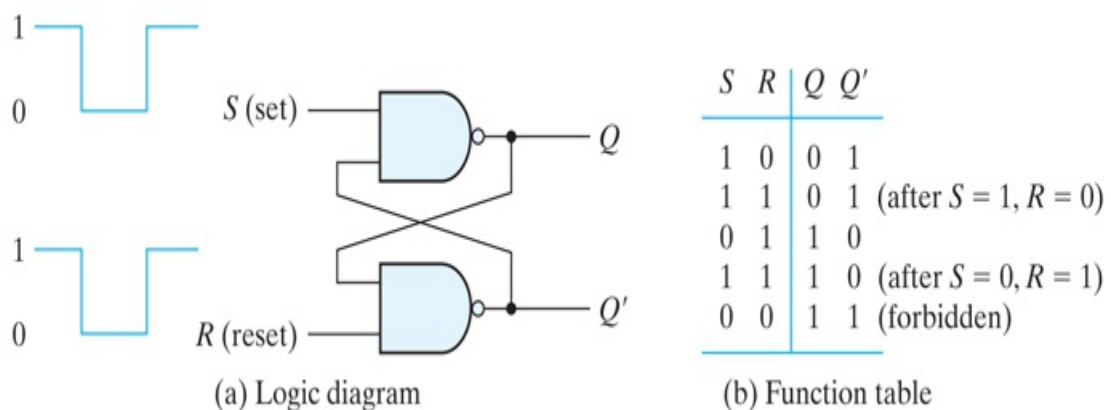 1
0
S (set)
Q
1
0
R (reset)
Q'
(a) Logic diagram
S R Q Q'
1 0 0 1
1 1 0 1 (after S = 1, R = 0)
0 1 1 0
1 1 1 0 (after S = 0, R = 1)
0 0 1 1 (forbidden)
(b) Function table